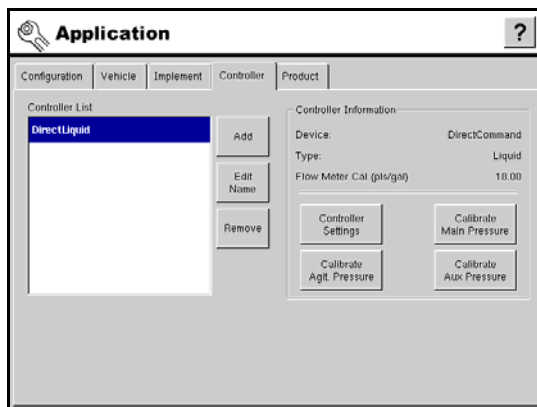 Application
?
Configuration Vehicle Implement Controller Product
Controller List
DirectLiquid
Add
Edit
Name
Remove
Controller Information
Device: DirectCommand
Type: Liquid
Flow Meter Cal (pls/gal) 18.00
Controller
Settings
Calibrate
Main Pressure
Calibrate
Agit. Pressure
Calibrate
Aux Pressure